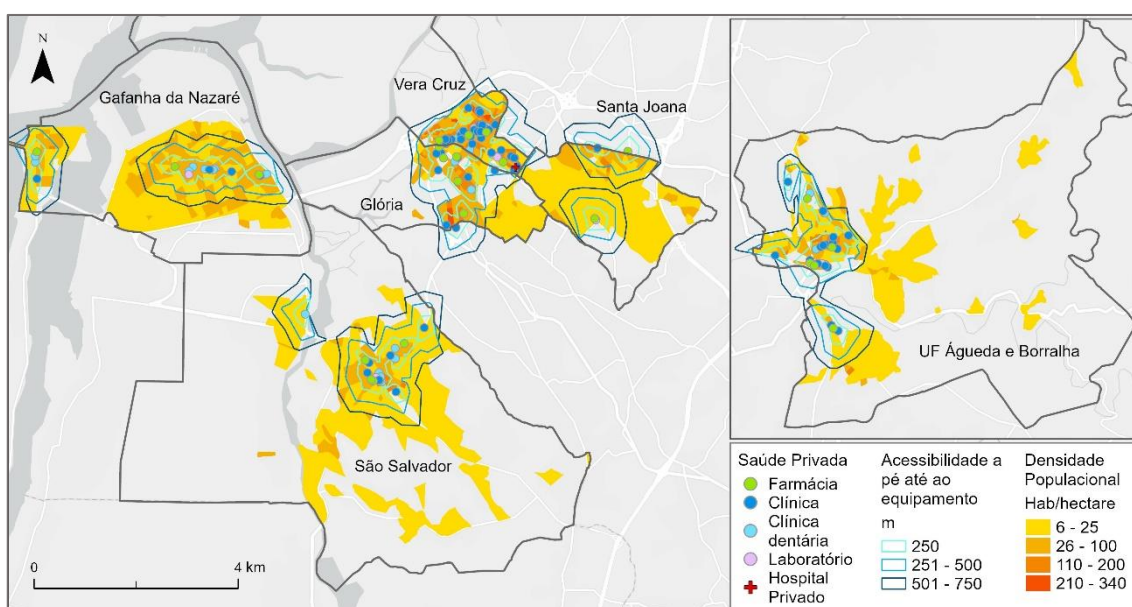 N
Gafanha da Nazaré
Vera Cruz
Santa Joana
Glória
São Salvador
UF Águeda e Borralha
0
4 km
Saúde Privada
Farmácia
Clínica
Clínica
dentária
Laboratório
Hospital
Privado
Acessibilidade a
pé até ao
equipamento
m
250
251 - 500
501 - 750
Densidade
Populacional
Hab/hectare
6 - 25
26 - 100
110 - 200
210 - 340